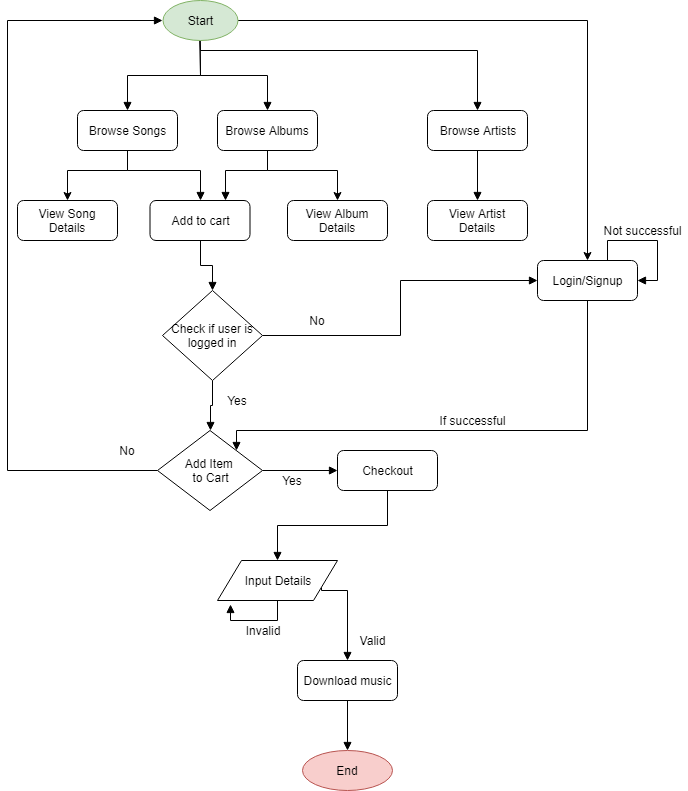 Start
Browse Songs
Browse Albums
Browse Artists
View Song
Details
Add to cart
View Album
Details
View Artist
Details
Not successful
Login/Signup
Check if user is
logged in
No
Yes
If successful
No
Add Item
to Cart
Yes
Checkout
Input Details
Invalid
Valid
Download music
End